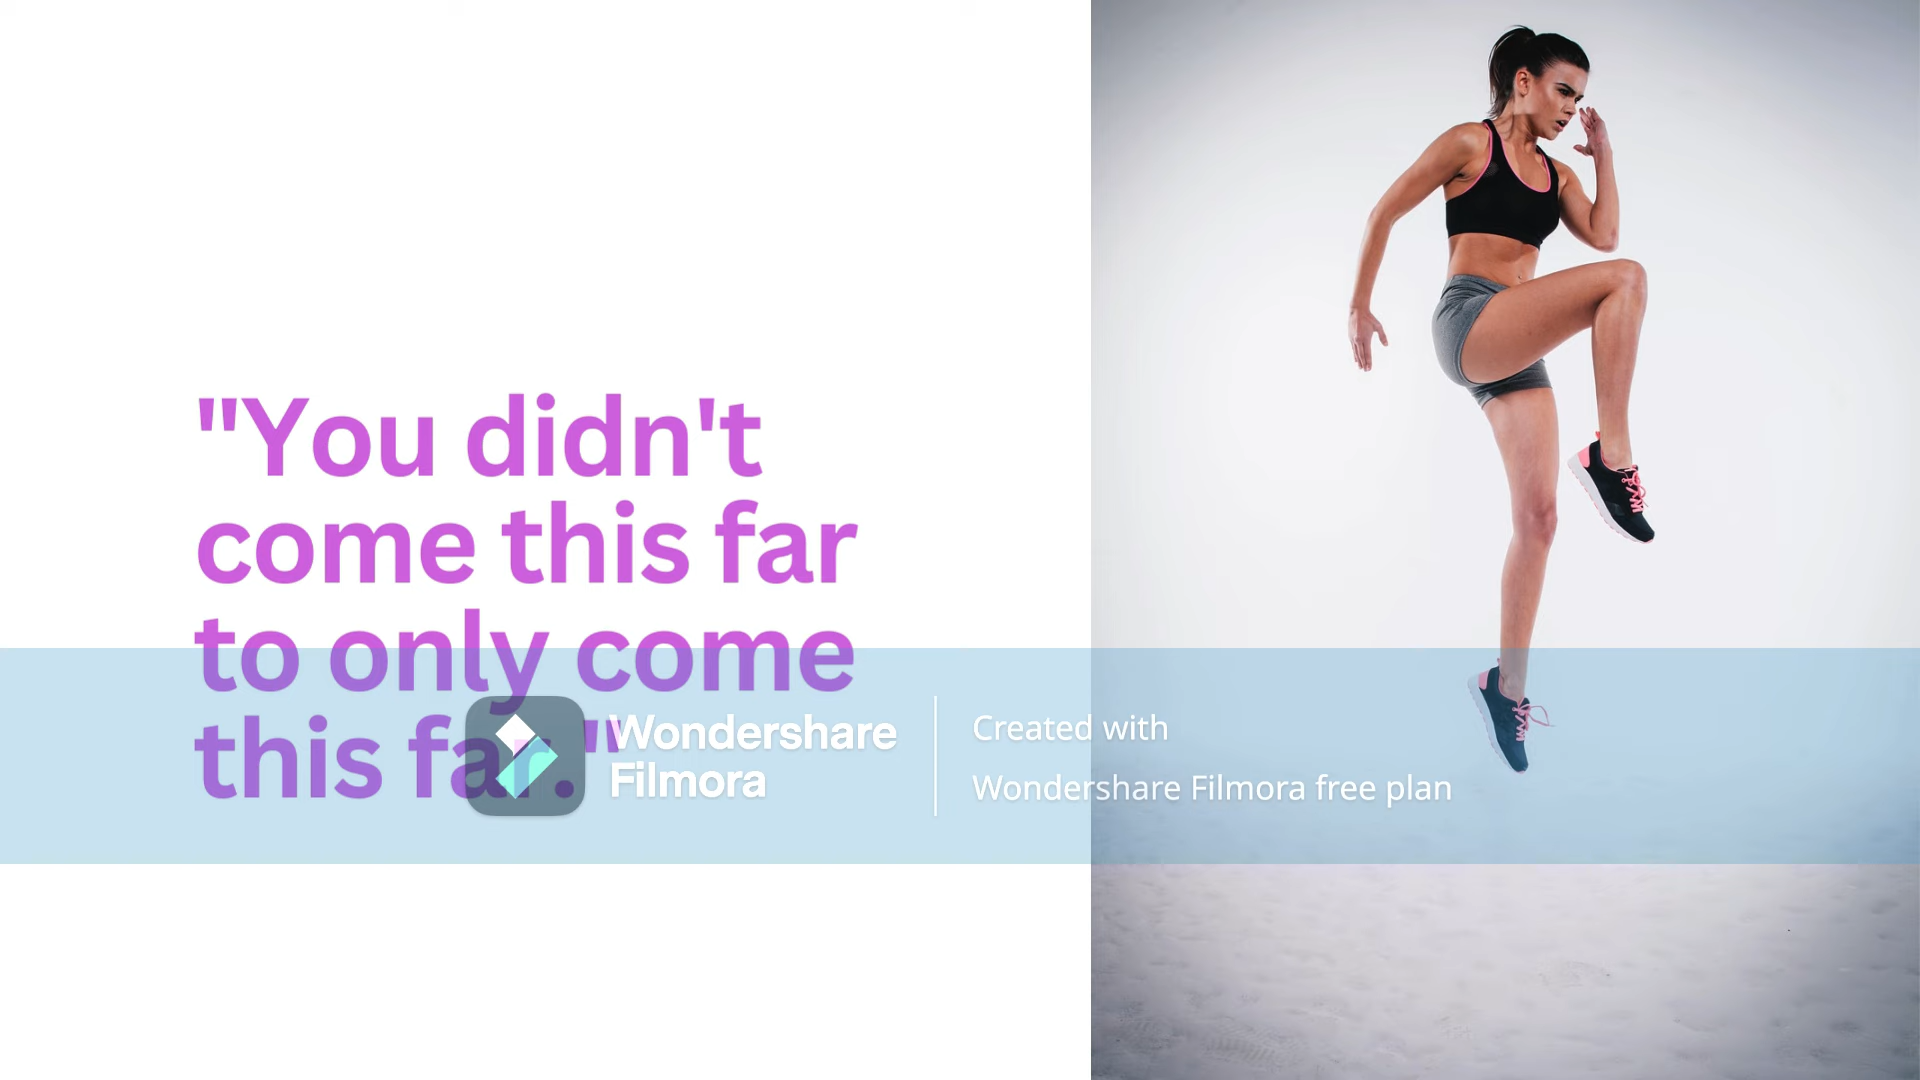 "You didn't
come this far
to only come
this far."
Wondershare
Filmora
Created with
Wondershare Filmora free plan